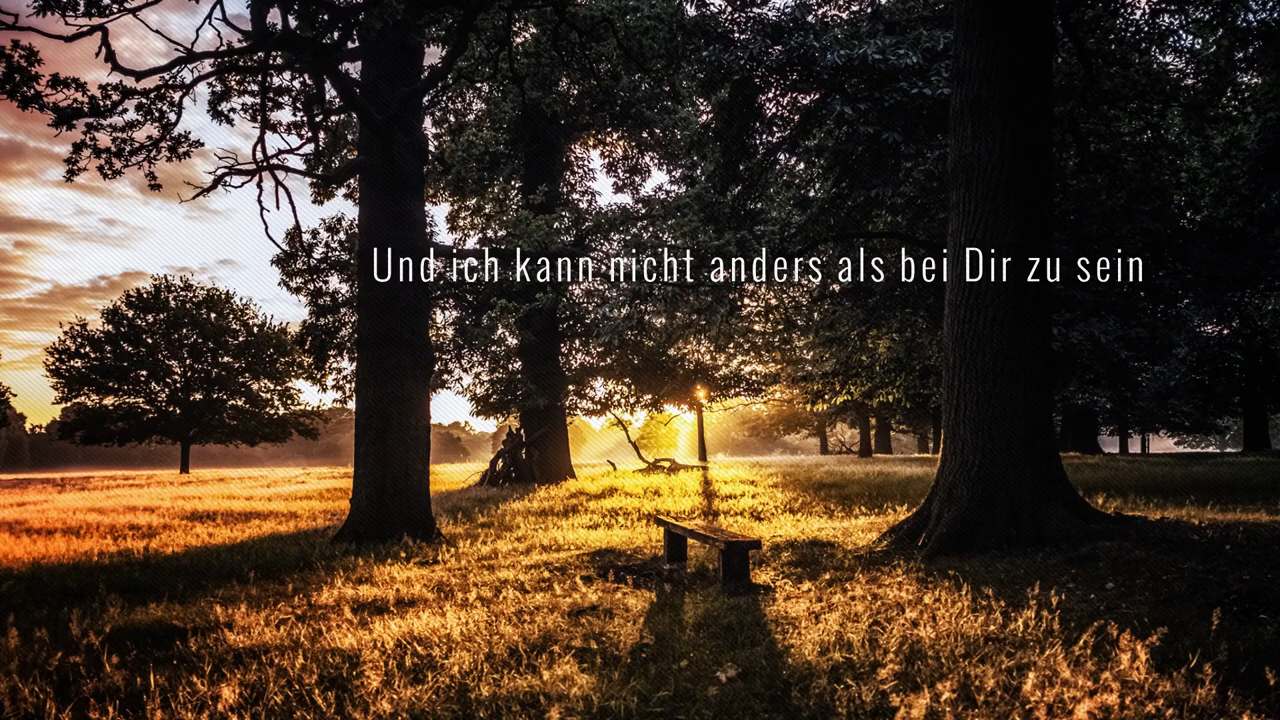 Und ich kann nicht anders als bei Dir zu sein